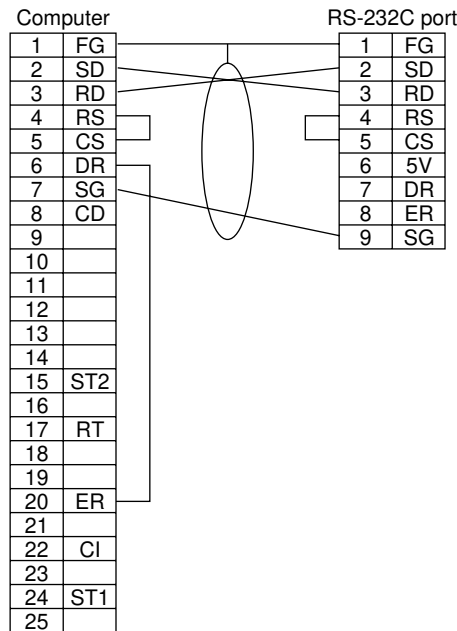 Computer
1 FG
2 SD
3 RD
4 RS
5 CS
6 DR
7 SG
8 CD
9
10
11
12
13
14
15 ST2
16
17 RT
18
19
20 ER
21
22 CI
23
24 ST1
25
RS-232C port
1 FG
2 SD
3 RD
4 RS
5 CS
6 5V
7 DR
8 ER
9 SG